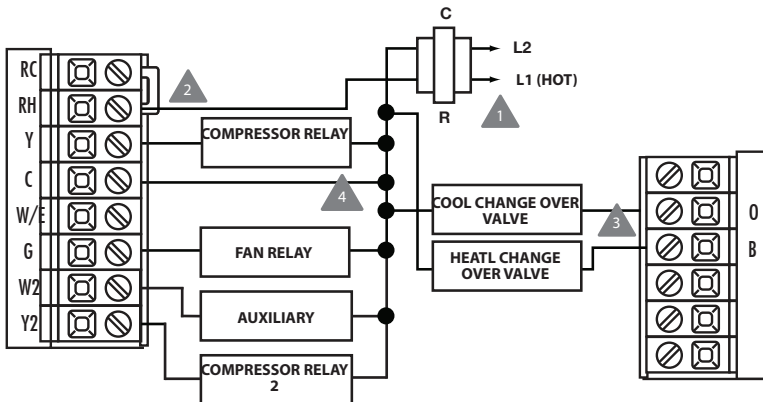 C
L2
RC
2
L1 (HOT)
RH
1
R
Y
COMPRESSOR RELAY
C
4
COOL CHANGE OVER
VALVE
W/E
3
O
G
FAN RELAY
HEATL CHANGE
OVER VALVE
B
W2
AUXILIARY
Y2
COMPRESSOR RELAY
2